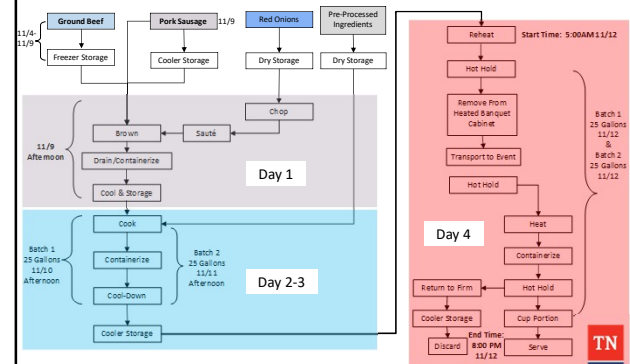 Ground Beef
Pork Sausage
11/9
Red Onions
Pre-Processed
Ingredients
11/4-
11/9
Freezer Storage
Cooler Storage
Dry Storage
Dry Storage
Chop
11/9
Afternoon
Brown
Sauté
Drain/Containerize
Cool & Storage
Day 1
Cook
Batch 1
25 Gallons
11/10
Afternoon
Containerize
Cool-Down
Batch 2
25 Gallons
11/11
Afternoon
Day 2-3
Cooler Storage
Reheat
Start Time: 5:00AM 11/12
Hot Hold
Remove From
Heated Banquet
Cabinet
Transport to Event
Batch 1
25 Gallons
11/12
&
Batch 2
25 Gallons
11/12
Hot Hold
Day 4
Heat
Containerize
Return to Firm
Hot Hold
Cooler Storage
Cup Portion
Discard
End Time:
8:00 PM
11/12
Serve
TN